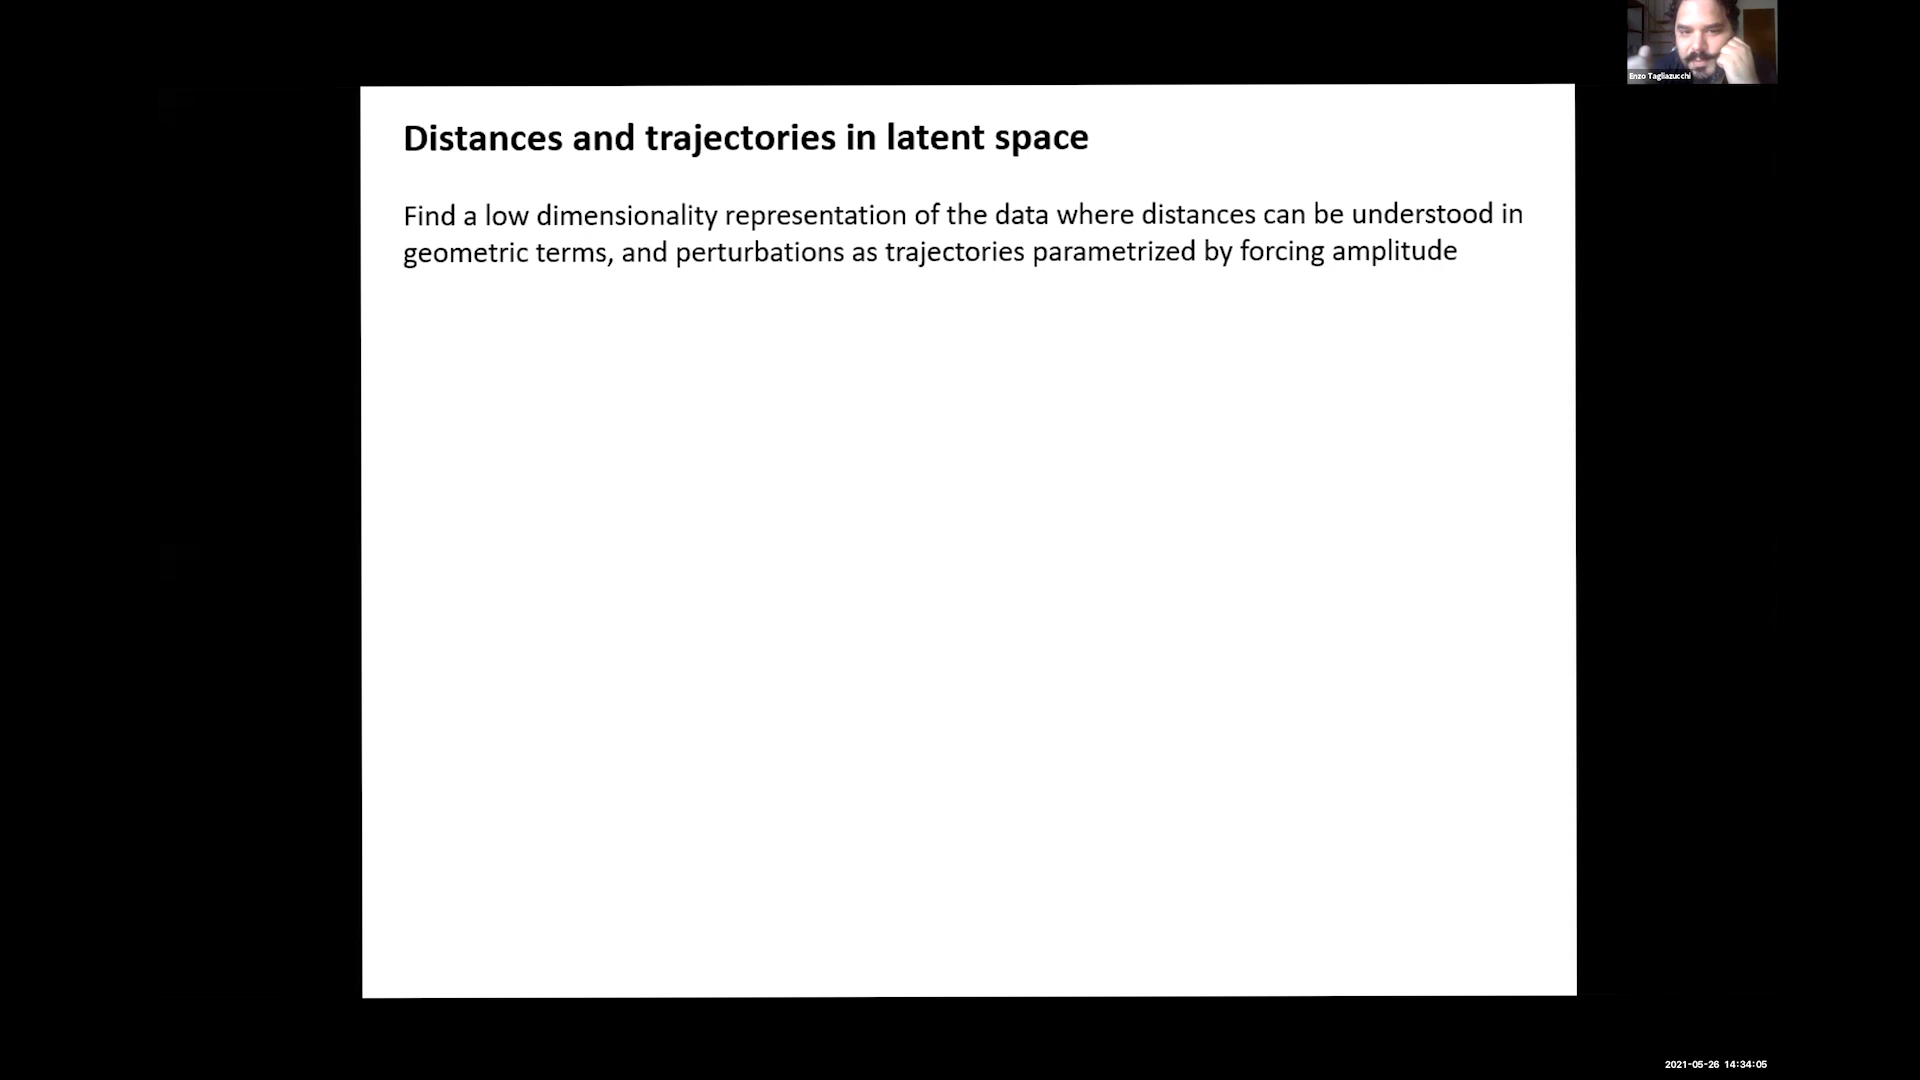 Enzo Tagliazucchi
Distances and trajectories in latent space
Find a low dimensionality representation of the data where distances can be understood in
geometric terms, and perturbations as trajectories parametrized by forcing amplitude
2021-05-26 14:34:05